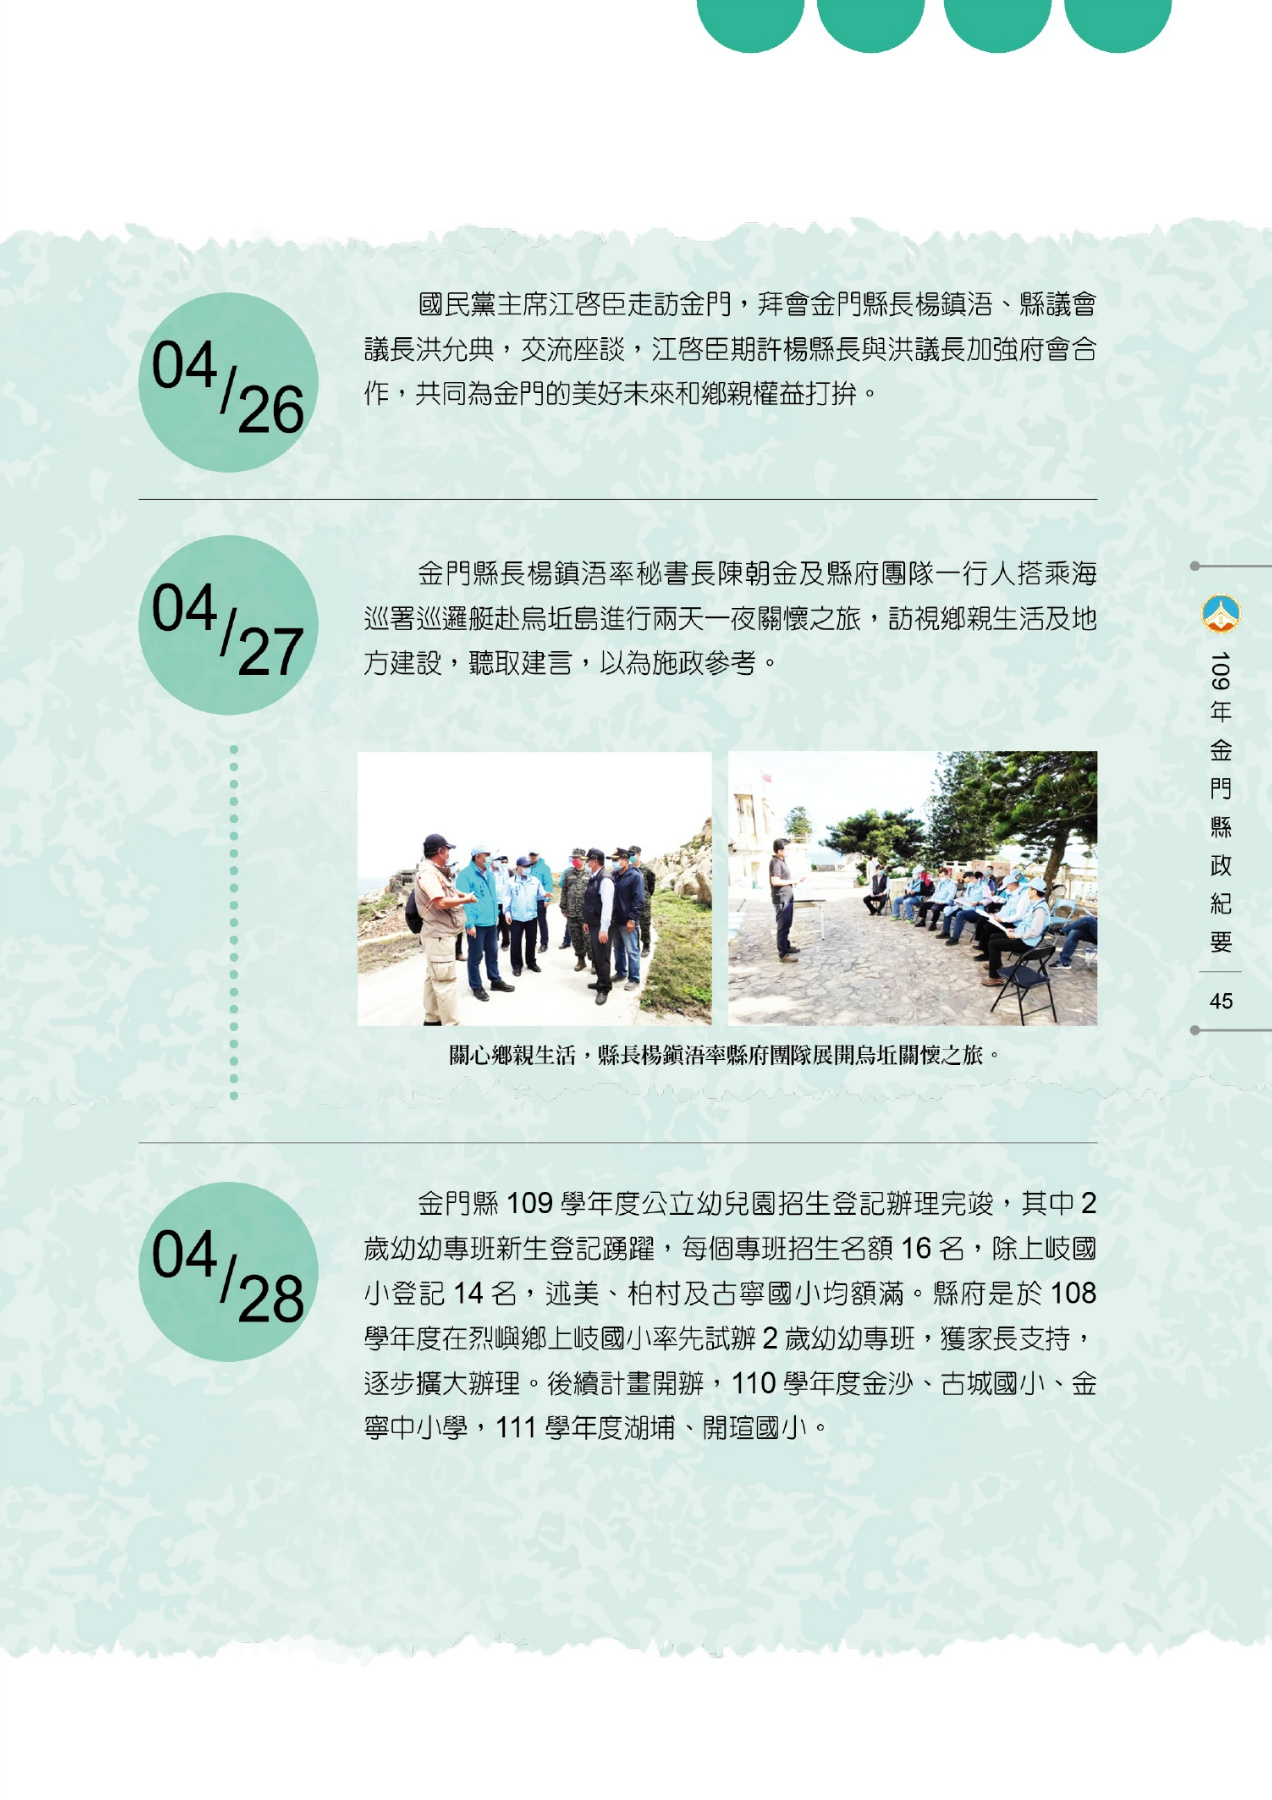 04/26
國民黨主席江啓臣走訪金門，拜會金門縣長楊鎮浯、縣議會
議長洪允典，交流座談，江啓臣期許楊縣長與洪議長加強府會合
作，共同為金門的美好未來和鄉親權益打拚。
04/27
金門縣長楊鎮浯率秘書長陳朝金及縣府團隊一行人搭乘海
巡署巡邏艇赴烏坵島進行兩天一夜關懷之旅，訪視鄉親生活及地
方建設，聽取建言，以為施政參考。
關心鄉親生活，縣長楊鎮浯率縣府團隊展開烏坵關懷之旅。
04/28
金門縣 109 學年度公立幼兒園招生登記辦理完竣，其中 2
歲幼幼專班新生登記踴躍，每個專班招生名額 16 名，除上岐國
小登記 14 名，述美、柏村及古寧國小均額滿。縣府是於 108
學年度在烈嶼鄉上岐國小率先試辦 2 歲幼幼專班，獲家長支持，
逐步擴大辦理。後續計畫開辦，110 學年度金沙、古城國小、金
寧中小學，111 學年度湖埔、開瑄國小。
109年金門縣政紀要
45